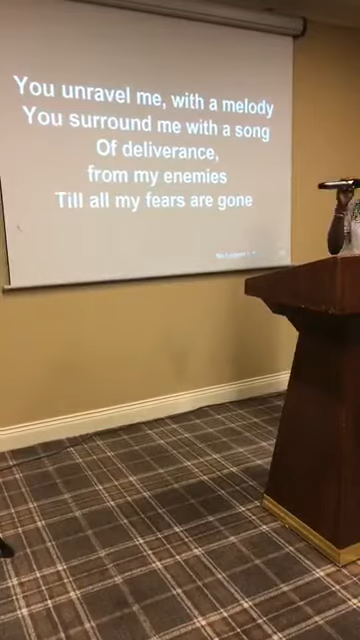 You unravel me, with a melody
You surround me with a song
Of deliverance,
from my enemies
Till all my fears are gone